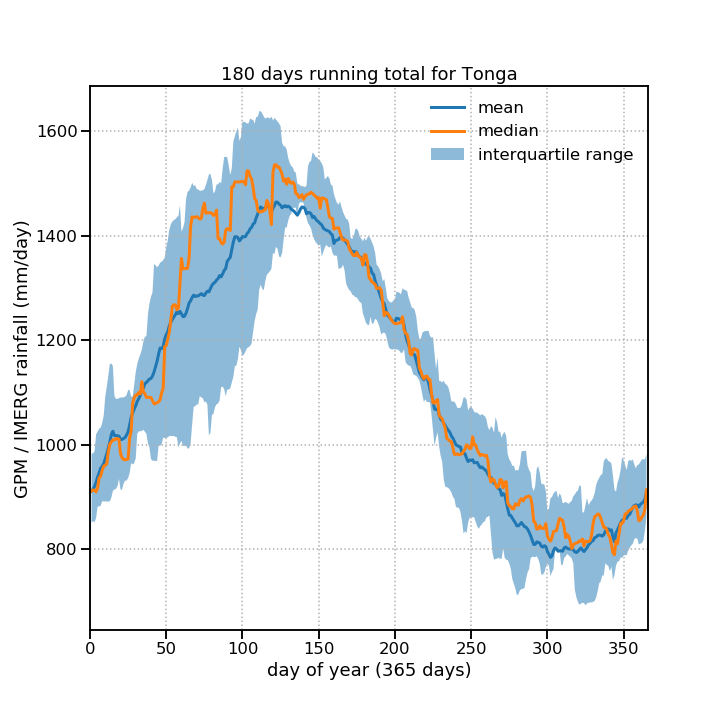 180 days running total for Tonga
mean
median
interquartile range
GPM / IMERG rainfall (mm/day)
1600
1400
1200
1000
800
0 50 100 150 200 250 300 350
day of year (365 days)